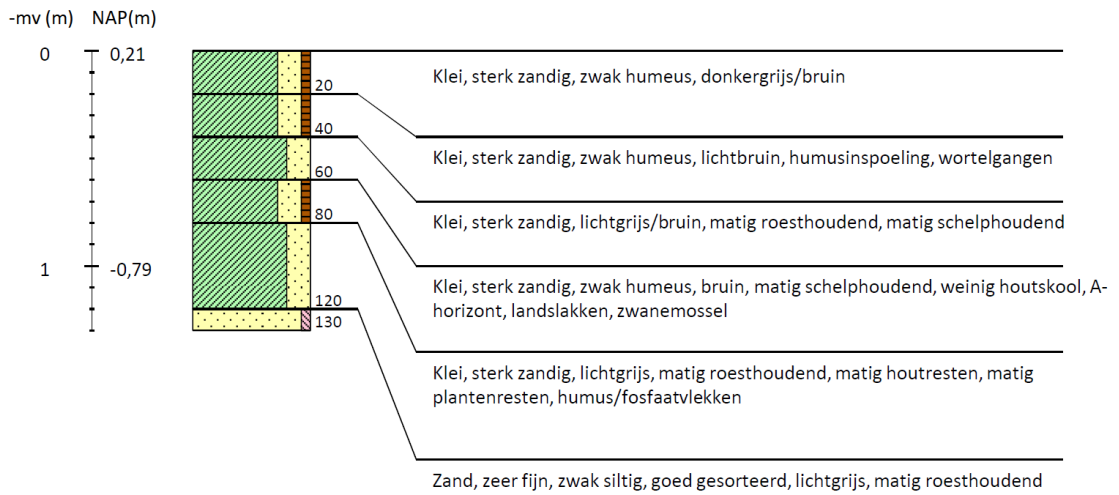 -mv (m) NAP(m)
0 0,21
Klei, sterk zandig, zwak humeus, donkergrijs/bruin
20
40
Klei, sterk zandig, zwak humeus, lichtbruin, humusinspoeling, wortelgangen
60
80
Klei, sterk zandig, lichtgrijs/bruin, matig roesthoudend, matig schelphoudend
1 -0,79
Klei, sterk zandig, zwak humeus, bruin, matig schelphoudend, weinig houtskool, A-
horizont, landslakken, zwanemossel
120
130
Klei, sterk zandig, lichtgrijs, matig roesthoudend, matig houtresten, matig
plantenresten, humus/fosfaatvlekken
Zand, zeer fijn, zwak siltig, goed gesorteerd, lichtgrijs, matig roesthoudend